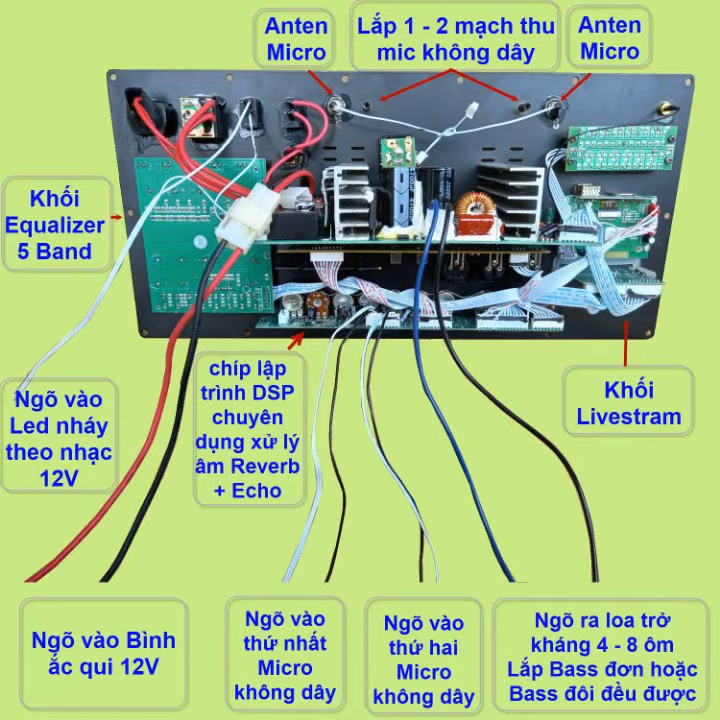 Anten
Micro
Lắp 1 - 2 mạch thu
mic không dây
Anten
Micro
Khối
Equalizer
5 Band
Ngõ vào
Led nháy
theo nhạc
12V
chíp lập
trình DSP
chuyên
dụng xử lý
âm Reverb
+ Echo
Khối
Livestram
Ngõ vào Bình
ắc qui 12V
Ngõ vào
thứ nhất
Micro
không dây
Ngõ vào
thứ hai
Micro
không dây
Ngõ ra loa trở
kháng 4 - 8 ôm
Lắp Bass đơn hoặc
Bass đôi đều được